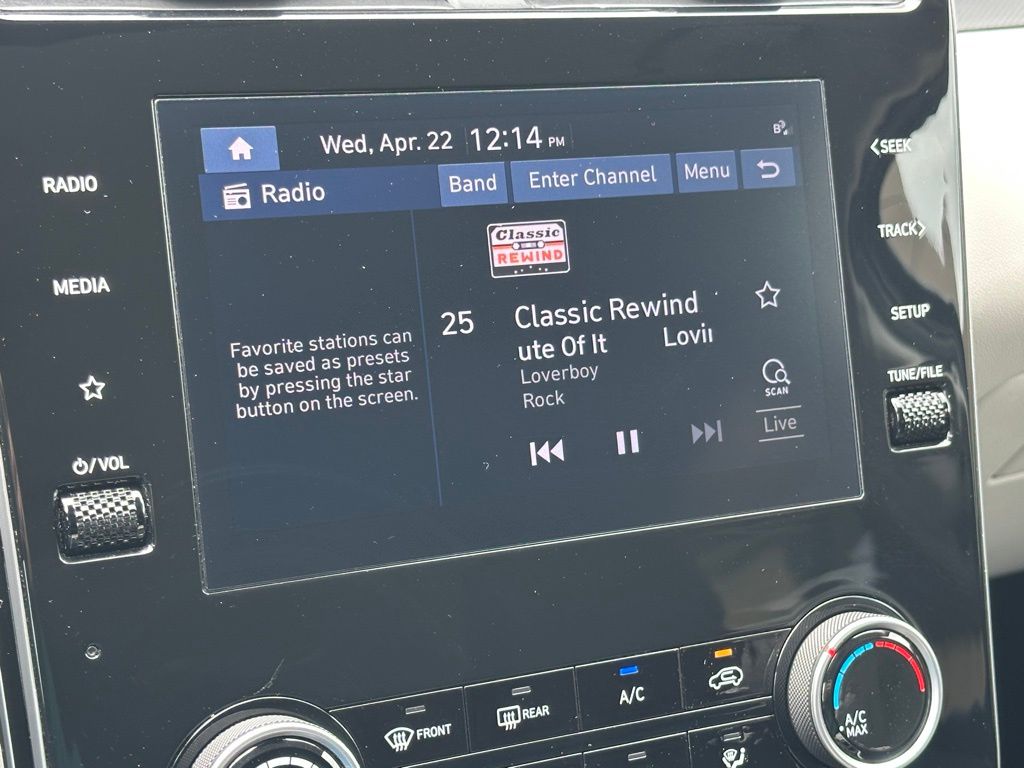 Wed, Apr. 22 12:14 PM
B
Radio
Band
Enter Channel
Menu
Classic
REWIND
25
Classic Rewind
ute Of It Lovii
Loverboy
Rock
SCAN
Live
Favorite stations can
be saved as presets
by pressing the star
button on the screen.
RADIO
MEDIA
/VOL
<SEEK
TRACK>
SETUP
TUNE/FILE
FRONT
REAR
A/C
A/C
MAX